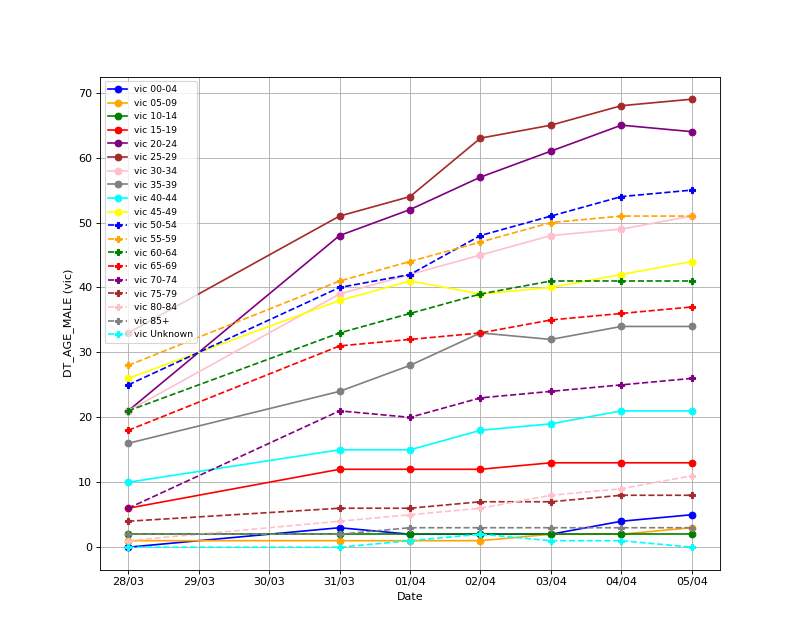 DT_AGE_MALE (vic)
70
60
50
40
30
20
10
0
vic 00-04
vic 05-09
vic 10-14
vic 15-19
vic 20-24
vic 25-29
vic 30-34
vic 35-39
vic 40-44
vic 45-49
vic 50-54
vic 55-59
vic 60-64
vic 65-69
vic 70-74
vic 75-79
vic 80-84
vic 85+
vic Unknown
28/03 29/03 30/03 31/03 01/04 02/04 03/04 04/04 05/04
Date